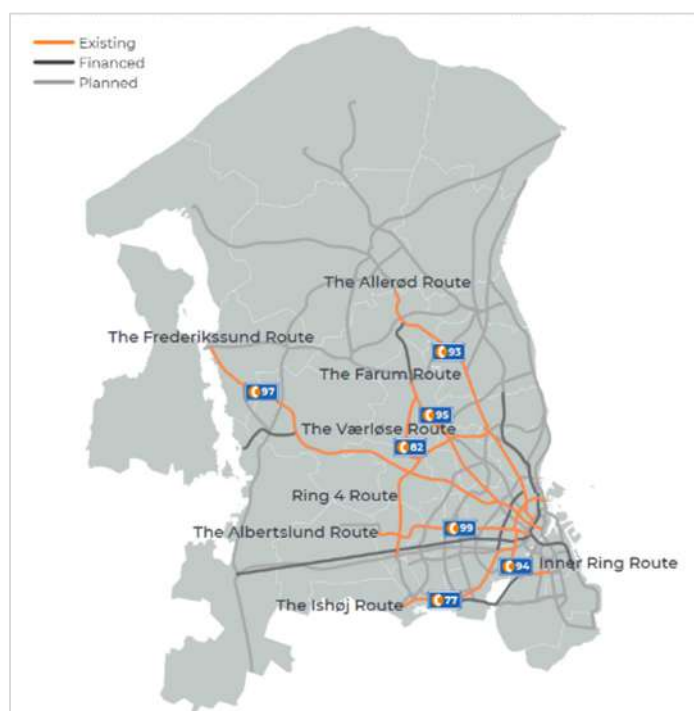 Existing
Financed
Planned
The Allerød Route
The Frederikssund Route
93
The Farum Route
97
95
The Værløse Route
82
Ring 4 Route
The Albertslund Route
99
94
Inner Ring Route
The Ishøj Route
77